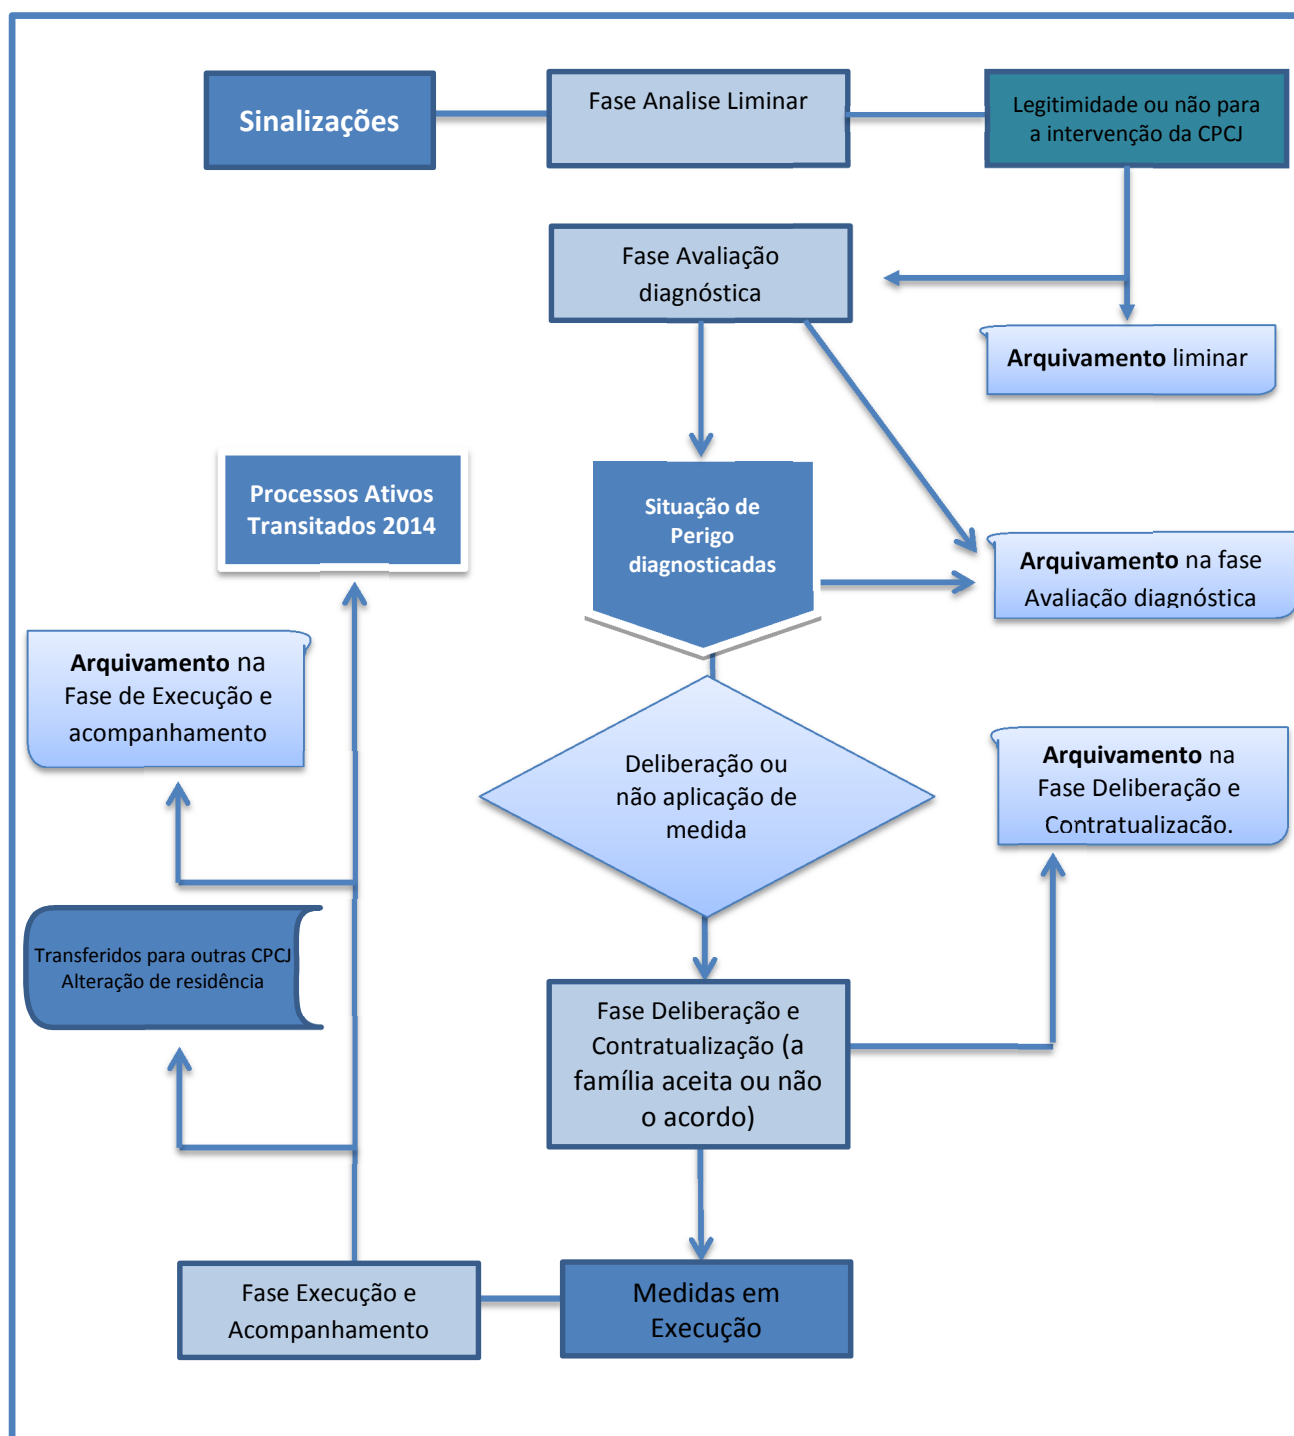 Sinalizações
Fase Analise Liminar
Legitimidade ou não para
a intervenção da CPCJ
Fase Avaliação
diagnóstica
Arquivamento liminar
Processos Ativos
Transitados 2014
Situação de
Perigo
diagnosticadas
Arquivamento na fase
Avaliação diagnóstica
Arquivamento na
Fase de Execução e
acompanhamento
Deliberação ou
não aplicação de
medida
Arquivamento na
Fase Deliberação e
Contratualizacão.
Transferidos para outras CPCJ
Alteração de residência
Fase Deliberação e
Contratualização (a
família aceita ou não
o acordo)
Fase Execução e
Acompanhamento
Medidas em
Execução